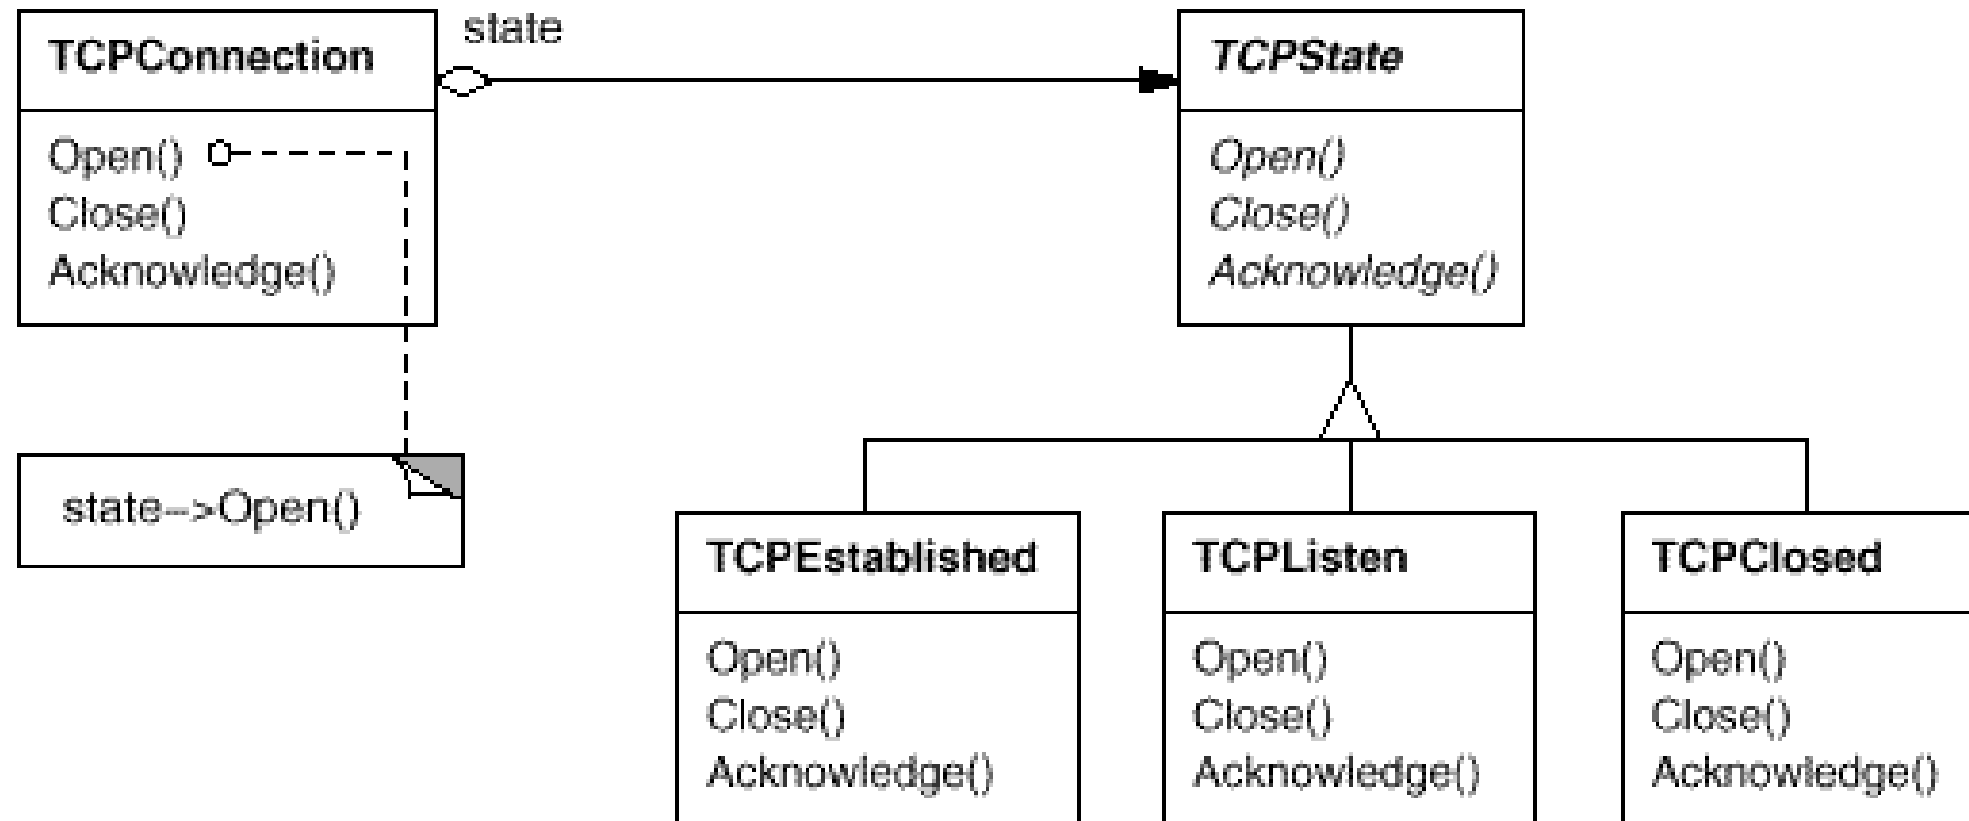 TCPConnection
Open()
Close()
Acknowledge()
state
TCPState
Open()
Close()
Acknowledge()
state-->Open()
TCPEstablished
Open()
Close()
Acknowledge()
TCPListen
Open()
Close()
Acknowledge()
TCPClosed
Open()
Close()
Acknowledge()